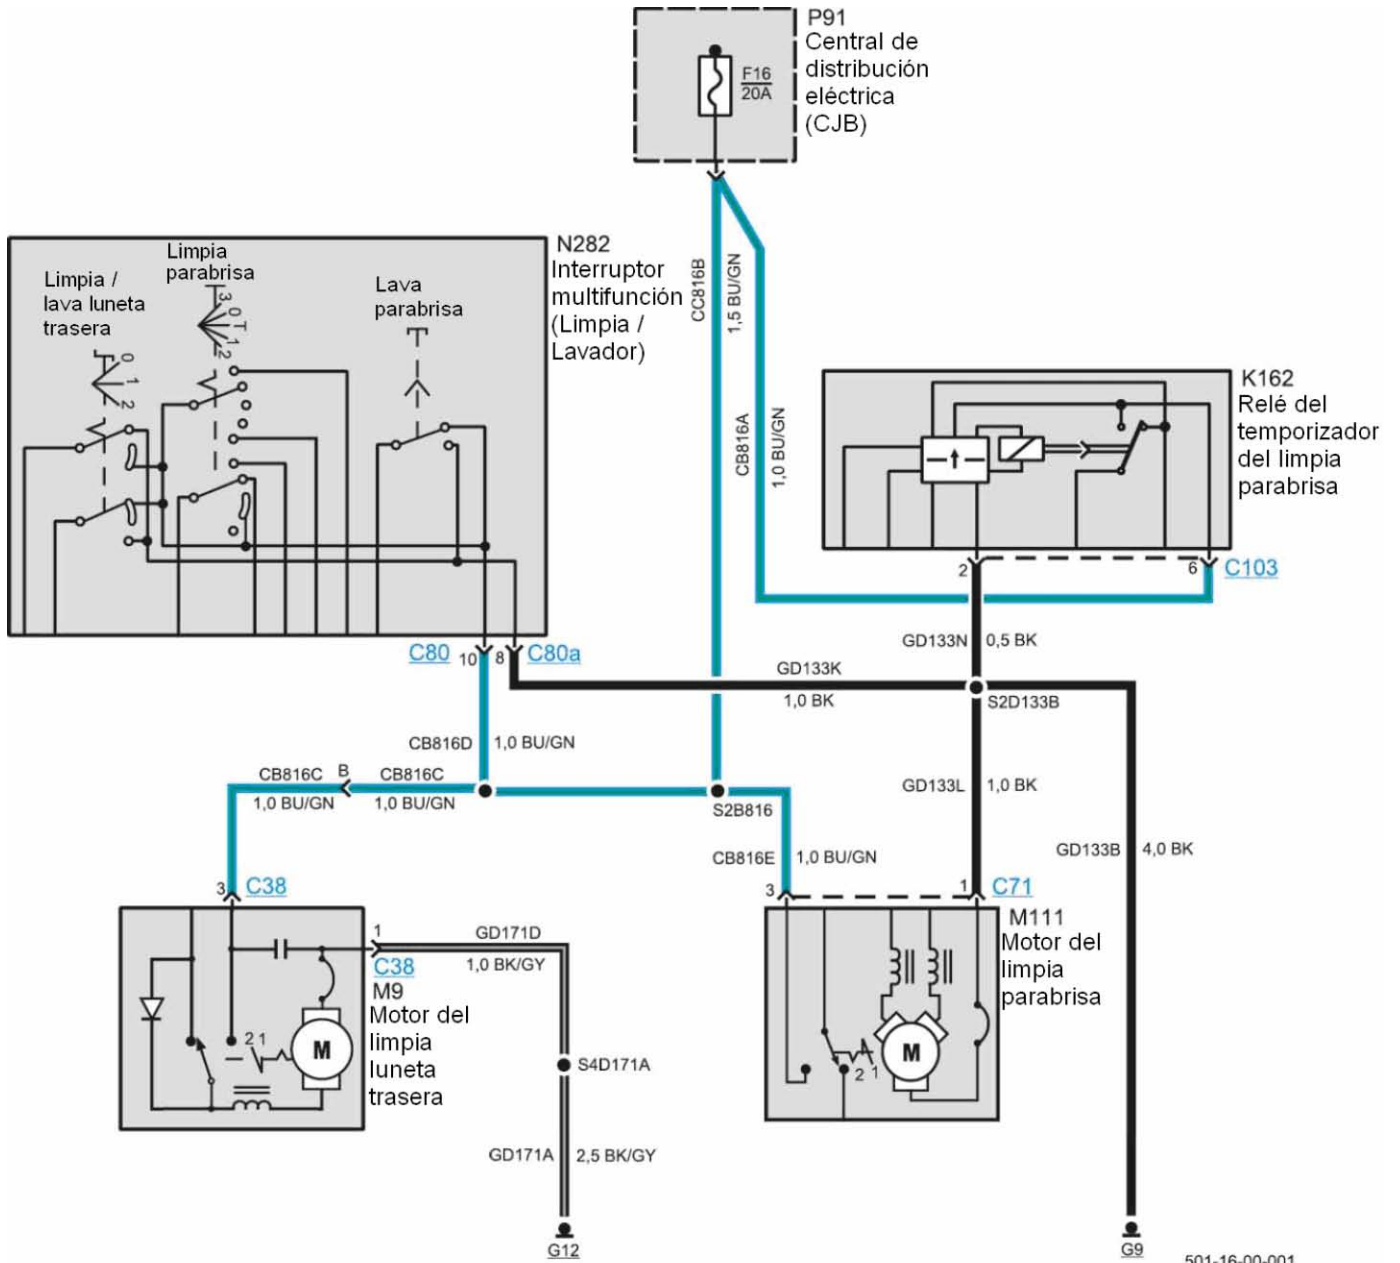 P91
Central de
distribución
eléctrica
(CJB)
F16
20A
N282
Interruptor
multifunción
(Limpia /
Lavador)
Limpia
parabrisa
Limpia /
lava luneta
trasera
Lava
parabrisa
3
0
T
1
2
0
1
2
CC816B
1,5 BU/GN
CB816A
1,0 BU/GN
K162
Relé del
temporizador
del limpia
parabrisa
2
6
C103
GD133N
0,5 BK
C80
10
8
C80a
GD133K
1,0 BK
S2D133B
CB816D
1,0 BU/GN
CB816C
B
CB816C
1,0 BU/GN
1,0 BU/GN
S2B816
GD133L
1,0 BK
CB816E
1,0 BU/GN
GD133B
4,0 BK
3
C38
3
1
C71
M111
Motor del
limpia
parabrisa
1
C38
GD171D
1,0 BK/GY
M9
Motor del
limpia
luneta
trasera
2 1
M
M
2 1
S4D171A
GD171A
2,5 BK/GY
G12
G9
501-16-00-001